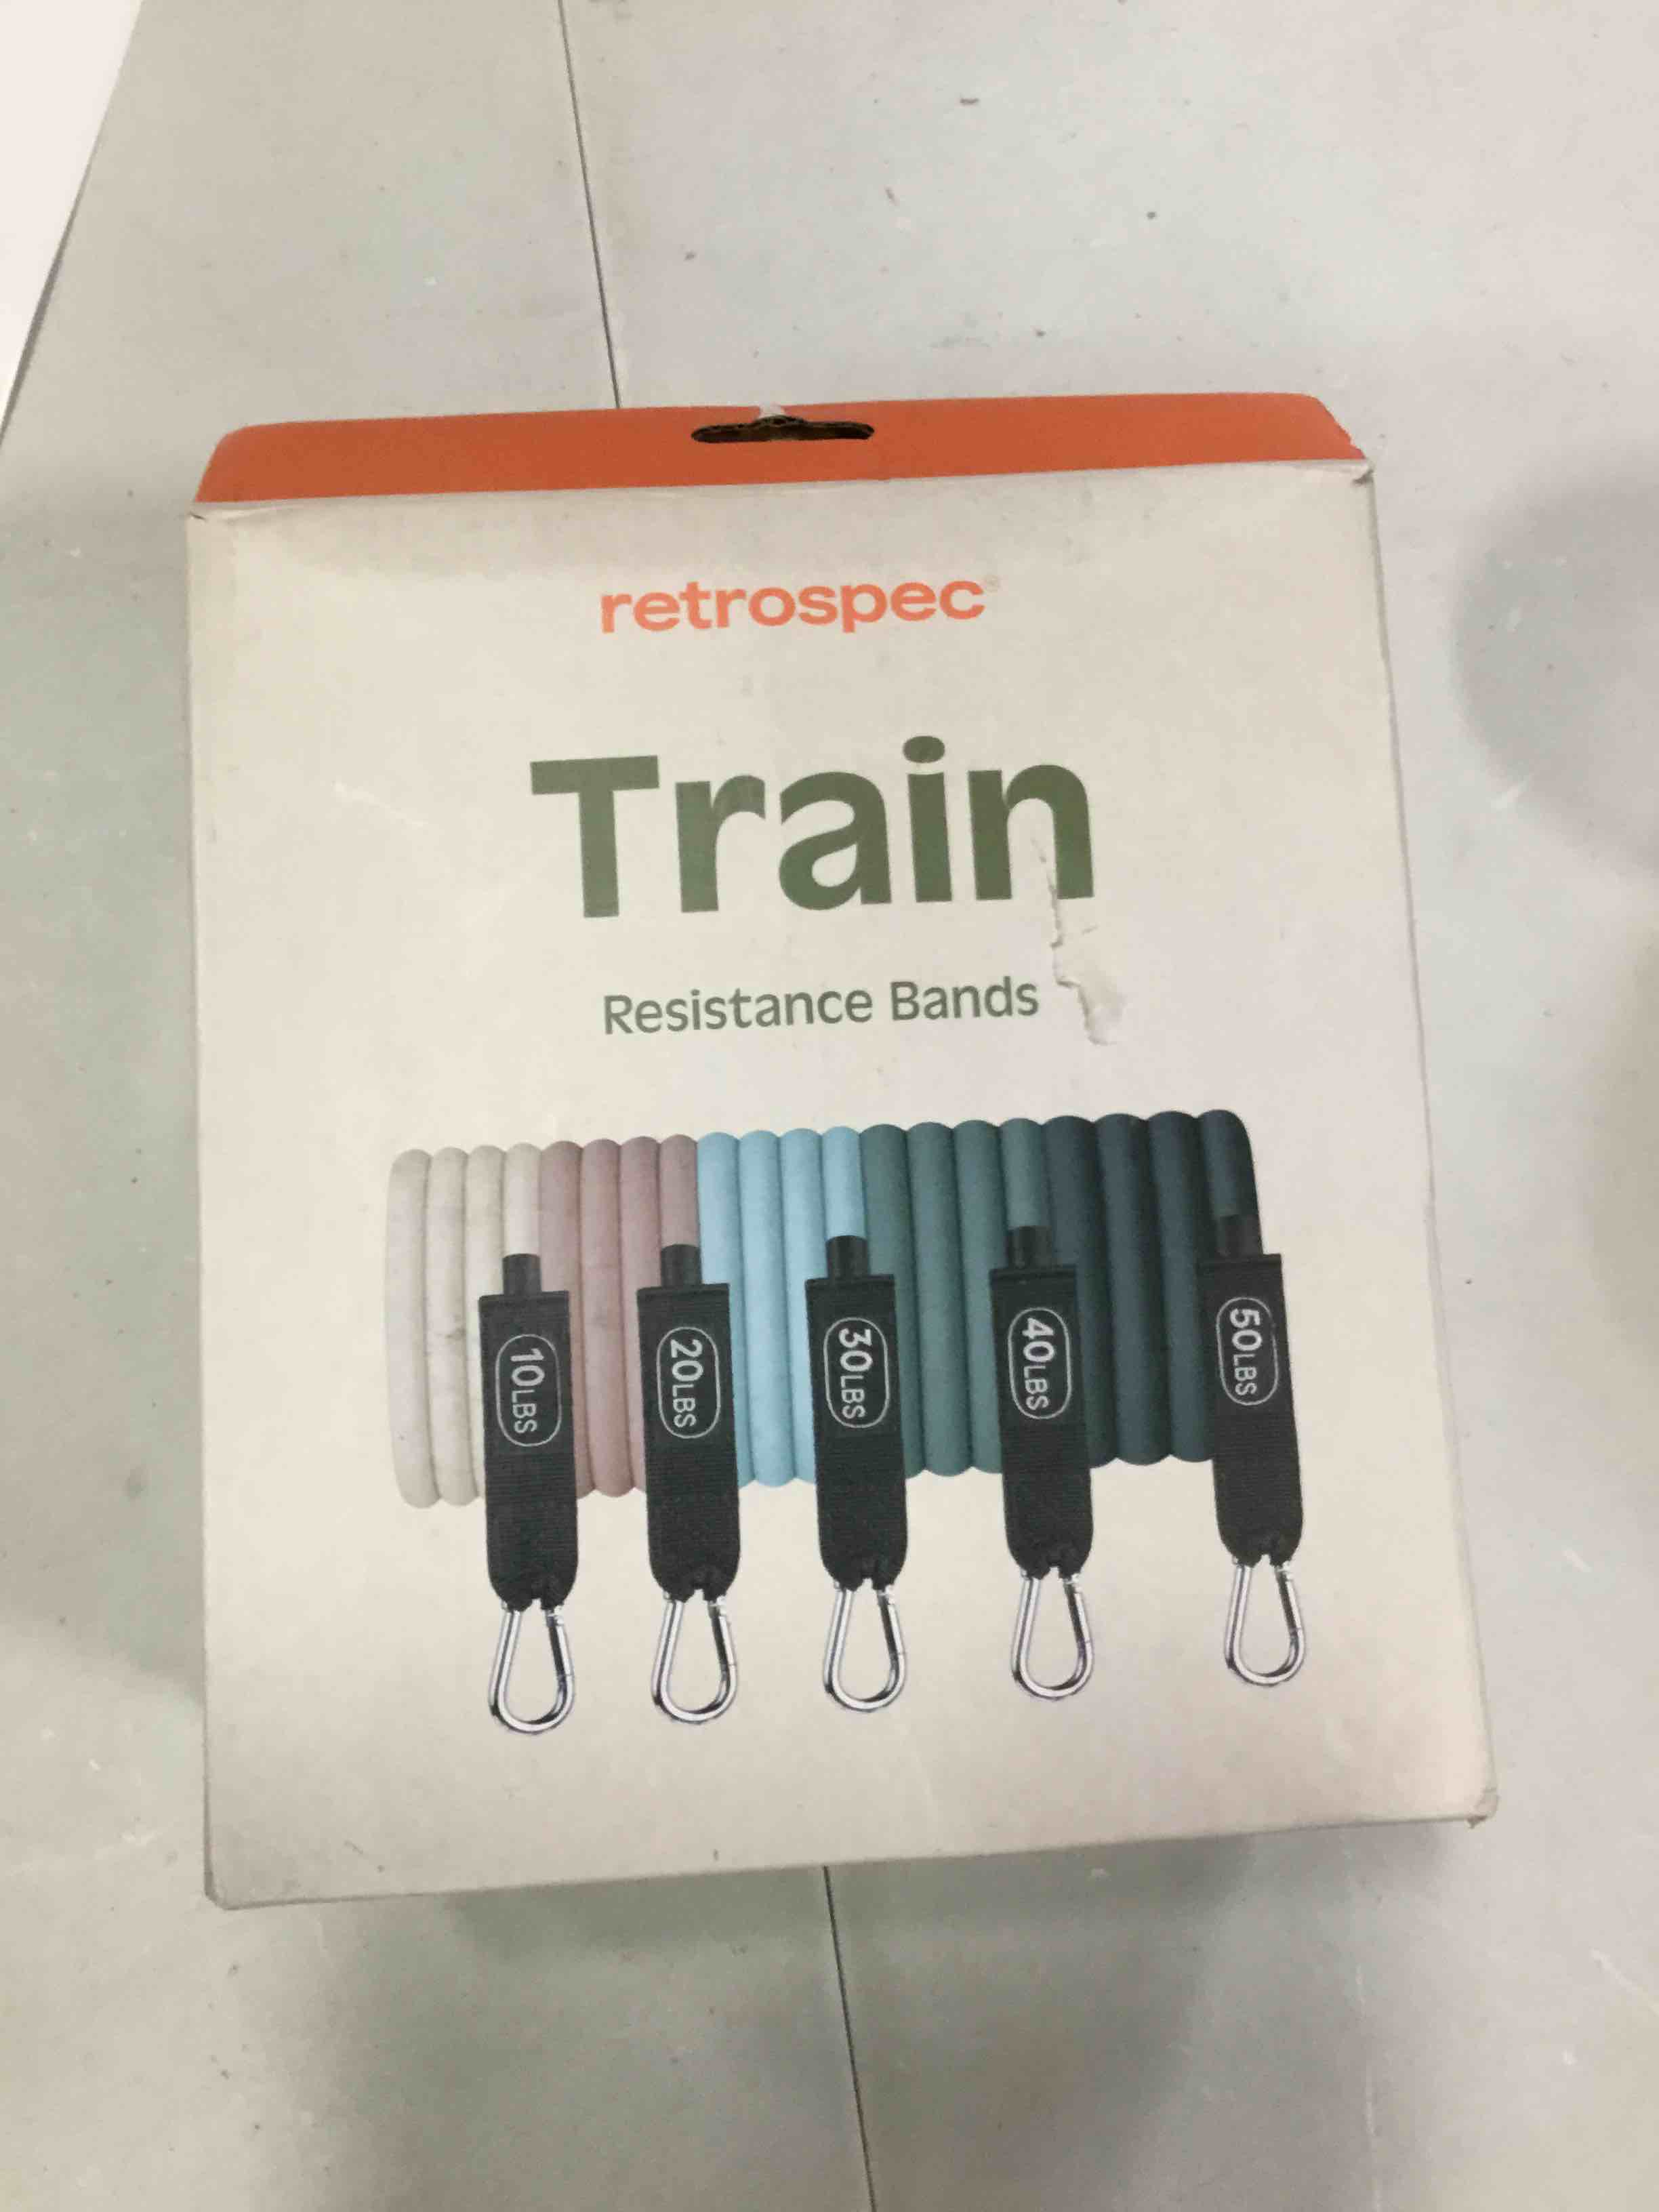 retrospec
Train
Resistance Bands
10LBS
20LBS
30LBS
40LBS
50LBS